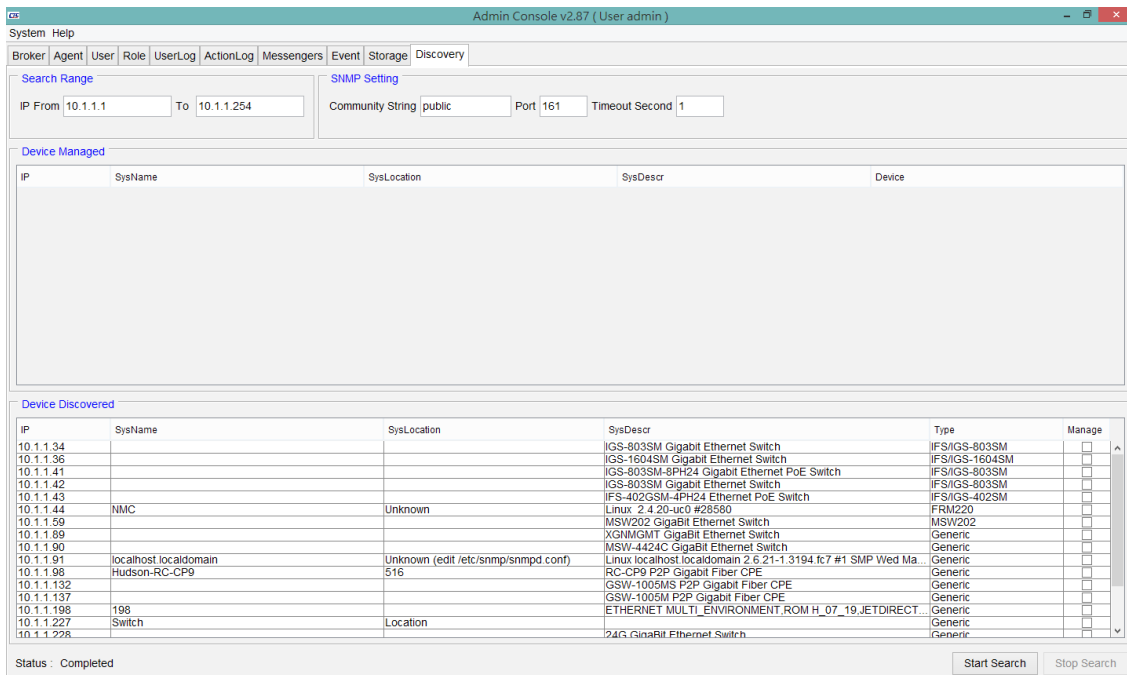 CIS Admin Console v2.87 ( User admin )
System Help
Broker Agent User Role UserLog ActionLog Messengers Event Storage Discovery
Search Range SNMP Setting
IP From 10.1.1.1 To 10.1.1.254 Community String public Port 161 Timeout Second 1
Device Managed
IP SysName SysLocation SysDescr Device
Device Discovered
IP SysName SysLocation SysDescr Type Manage
10.1.1.34 IGS-803SM Gigabit Ethernet Switch IFS/IGS-803SM
10.1.1.36 IGS-1604SM Gigabit Ethernet Switch IFS/IGS-1604SM
10.1.1.41 IGS-803SM-8PH24 Gigabit Ethernet PoE Switch IFS/IGS-803SM
10.1.1.42 IGS-803SM Gigabit Ethernet Switch IFS/IGS-803SM
10.1.1.43 IFS-402GSM-4PH24 Ethernet PoE Switch IFS/IGS-402SM
10.1.1.44 NMC Unknown Linux 2.4.20-uc0 #28580 FRM220
10.1.1.59 MSW202 GigaBit Ethernet Switch MSW202
10.1.1.89 XGNMGMT GigaBit Ethernet Switch Generic
10.1.1.90 MSW-4424C GigaBit Ethernet Switch Generic
10.1.1.91 localhost.localdomain Unknown (edit /etc/snmp/snmpd.conf) Linux localhost.localdomain 2.6.21-1.3194.fc7 #1 SMP Wed Ma... Generic
10.1.1.98 Hudson-RC-CP9 516 RC-CP9 P2P Gigabit Fiber CPE Generic
10.1.1.132 GSW-1005MS P2P Gigabit Fiber CPE Generic
10.1.1.137 GSW-1005M P2P Gigabit Fiber CPE Generic
10.1.1.198 198 ETHERNET MULTI_ENVIRONMENT,ROM H_07_19,JETDIRECT... Generic
10.1.1.227 Switch Location Generic
10.1.1.228 24G GigaBit Ethernet Switch Generic
Status : Completed Start Search Stop Search